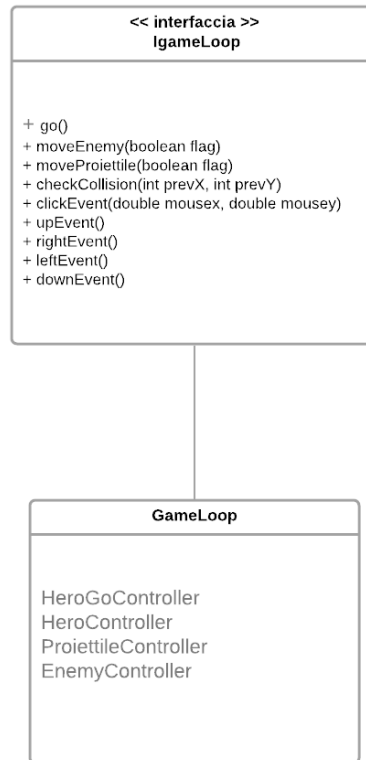 << interfaccia >>
IgameLoop
+ go()
+ moveEnemy(boolean flag)
+ moveProiettile(boolean flag)
+ checkCollision(int prevX, int prevY)
+ clickEvent(double mousex, double mousey)
+ upEvent()
+ rightEvent()
+ leftEvent()
+ downEvent()
GameLoop
HeroGoController
HeroController
ProiettileController
EnemyController